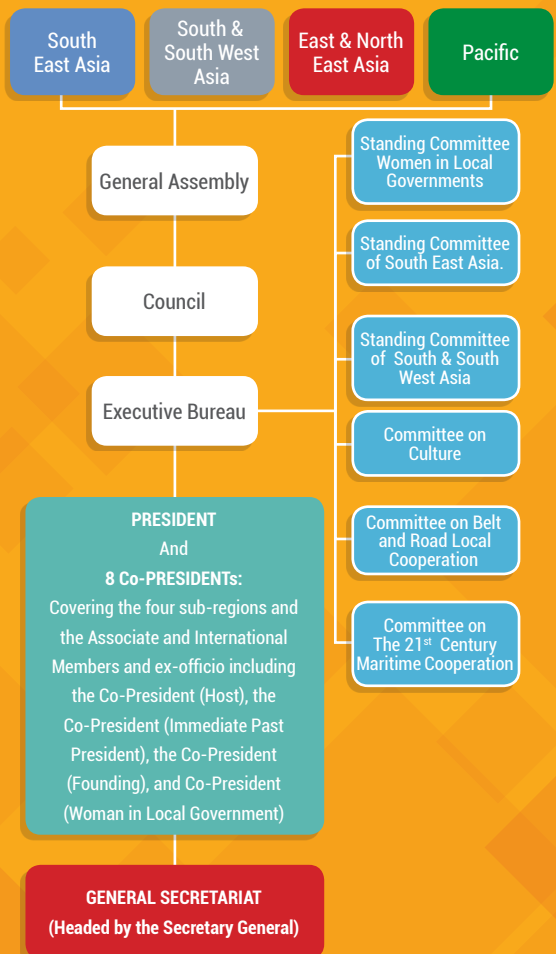 South
East Asia
South &
South West
Asia
East & North
East Asia
Pacific
General Assembly
Council
Executive Bureau
Standing Committee
Women in Local
Governments
Standing Committee
of South East Asia.
Standing Committee
of South & South
West Asia
Committee on
Culture
Committee on Belt
and Road Local
Cooperation
Committee on
The 21st Century
Maritime Cooperation
PRESIDENT
And
8 Co-PRESIDENTs:
Covering the four sub-regions and
the Associate and International
Members and ex-officio including
the Co-President (Host), the
Co-President (Immediate Past
President), the Co-President
(Founding), and Co-President
(Woman in Local Government)
GENERAL SECRETARIAT
(Headed by the Secretary General)